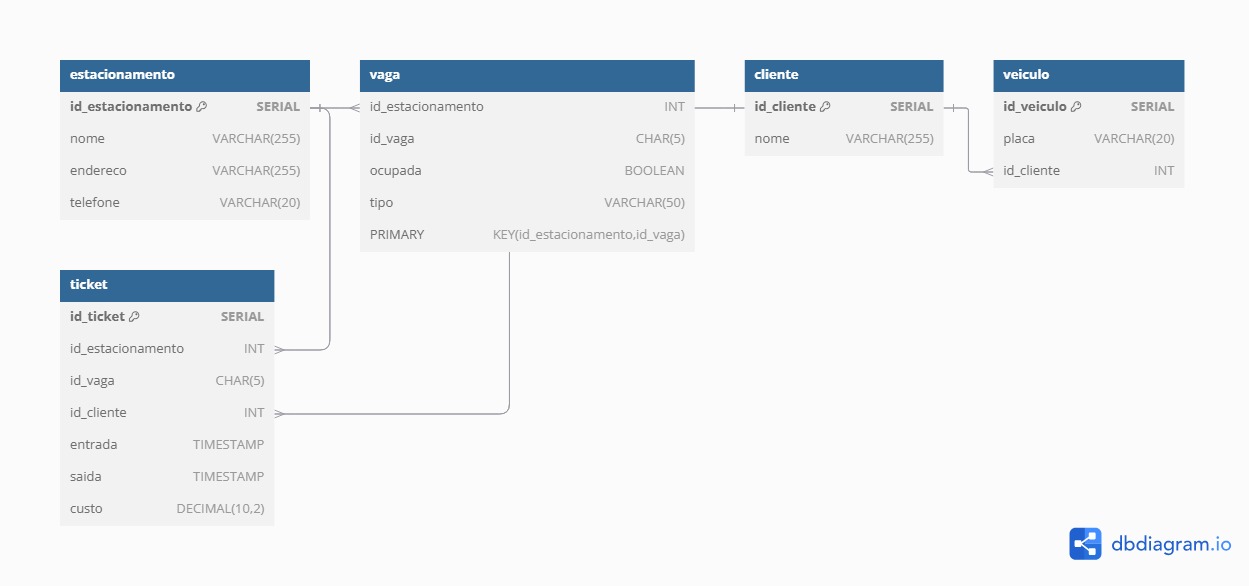 estacionamento
id_estacionamento SERIAL
nome VARCHAR(255)
endereco VARCHAR(255)
telefone VARCHAR(20)
vaga
id_estacionamento INT
id_vaga CHAR(5)
ocupada BOOLEAN
tipo VARCHAR(50)
PRIMARY KEY(id_estacionamento,id_vaga)
cliente
id_cliente SERIAL
nome VARCHAR(255)
veiculo
id_veiculo SERIAL
placa VARCHAR(20)
id_cliente INT
ticket
id_ticket SERIAL
id_estacionamento INT
id_vaga CHAR(5)
id_cliente INT
entrada TIMESTAMP
saida TIMESTAMP
custo DECIMAL(10,2)
dbdiagram.io